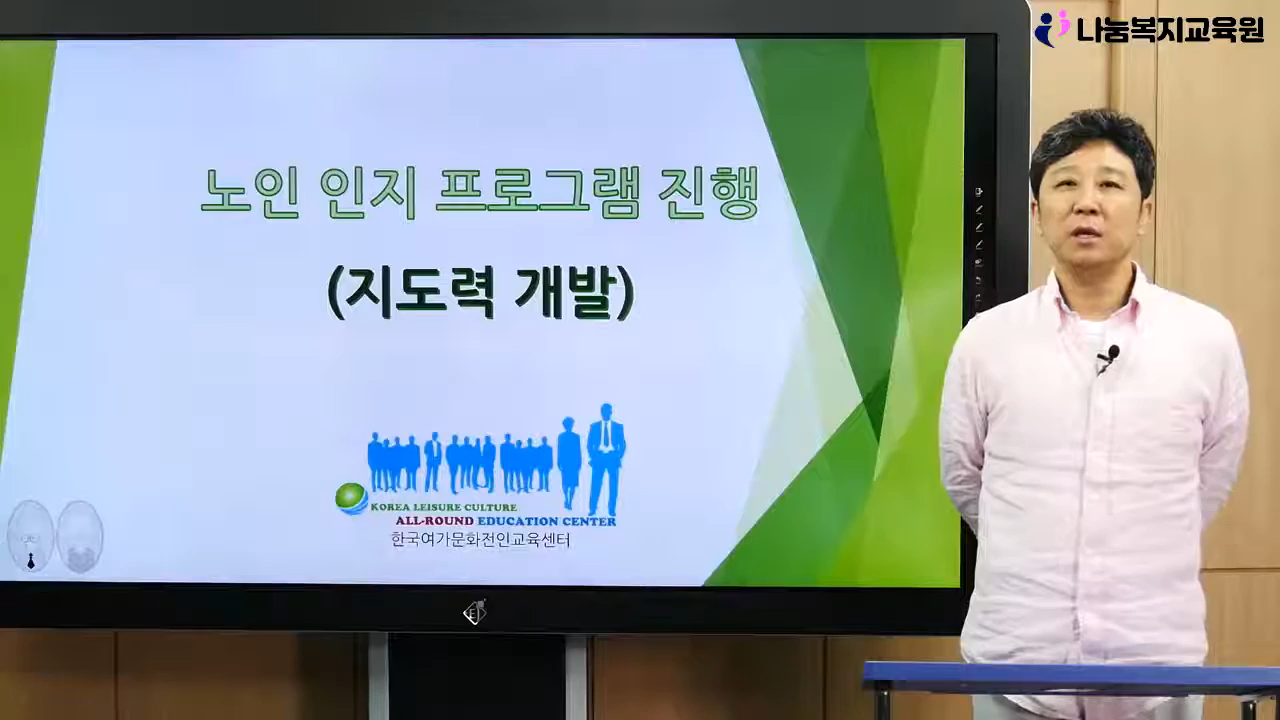 나눔복지교육원
노인 인지 프로그램 진행
(지도력 개발)
KOREA LEISURE CULTURE
ALL-ROUND EDUCATION CENTER
한국여가문화전인교육센터